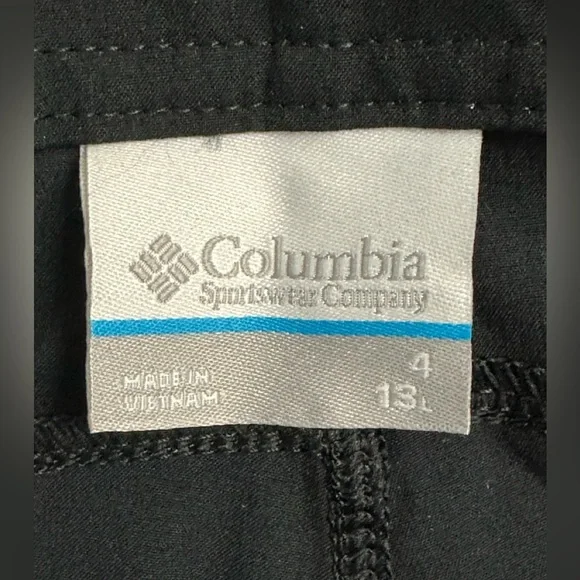 Columbia
Sportswear Company
4
MADE IN
VIETNAM
13L